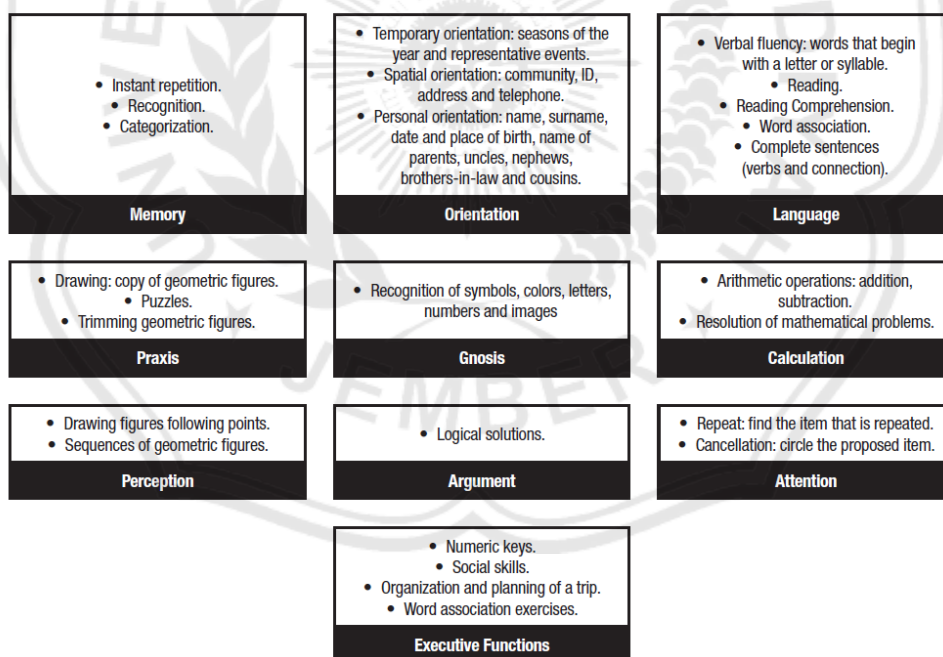 • Instant repetition.
• Recognition.
• Categorization.
Memory
• Temporary orientation: seasons of the
year and representative events.
• Spatial orientation: community, ID,
address and telephone.
• Personal orientation: name, surname,
date and place of birth, name of
parents, uncles, nephews,
brothers-in-law and cousins.
Orientation
• Verbal fluency: words that begin
with a letter or syllable.
• Reading.
• Reading Comprehension.
• Word association.
• Complete sentences
(verbs and connection).
Language
• Drawing: copy of geometric figures.
• Puzzles.
• Trimming geometric figures.
Praxis
• Recognition of symbols, colors, letters,
numbers and images
Gnosis
• Arithmetic operations: addition,
subtraction.
• Resolution of mathematical problems.
Calculation
• Drawing figures following points.
• Sequences of geometric figures.
Perception
• Logical solutions.
Argument
• Repeat: find the item that is repeated.
• Cancellation: circle the proposed item.
Attention
• Numeric keys.
• Social skills.
• Organization and planning of a trip.
• Word association exercises.
Executive Functions
JEMBER